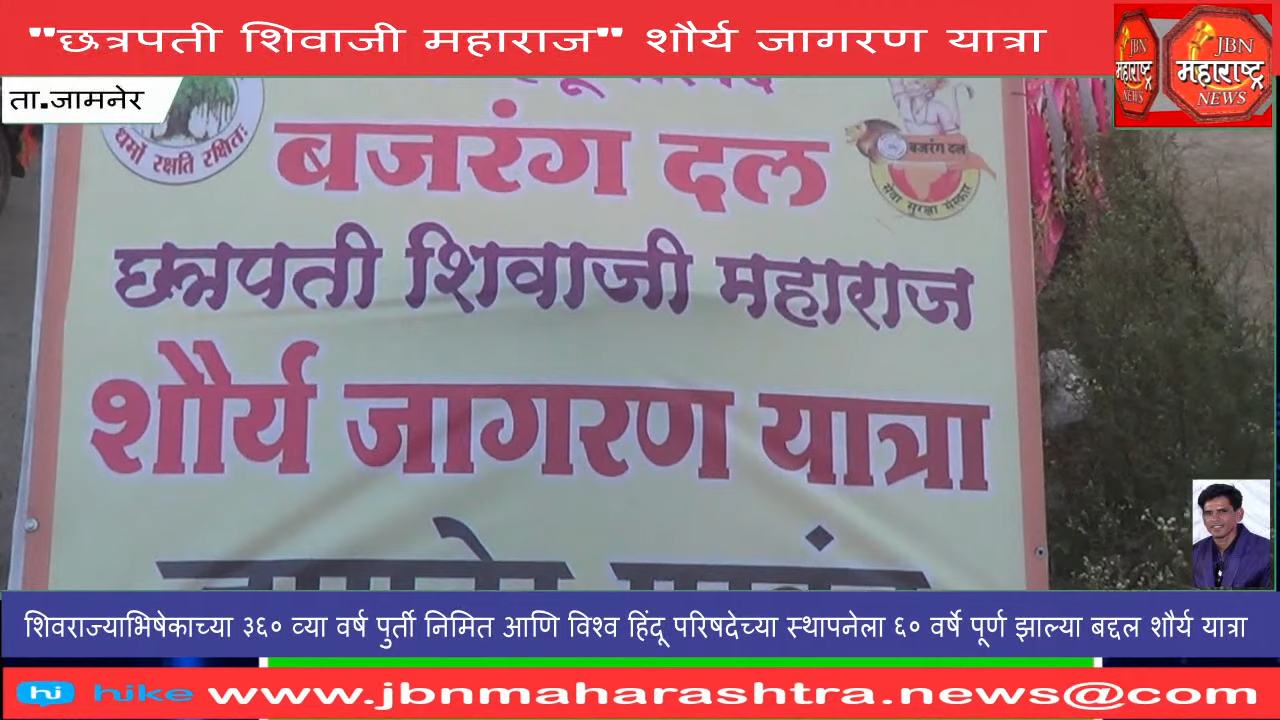 "छत्रपती शिवाजी महाराज" शौर्य जागरण यात्रा
JBN
महाराष्ट्र
NEWS
JBN
महाराष्ट्र
NEWS
ता.जामनेर
धर्मो रक्षति रक्षितः
बजरंग दल
बजरंग दल
सेवा सुरक्षा संस्कार
छत्रपती शिवाजी महाराज
शौर्य जागरण यात्रा
शिवराज्याभिषेकाच्या ३६० व्या वर्ष पुर्ती निमित आणि विश्व हिंदू परिषदेच्या स्थापनेला ६० वर्षे पूर्ण झाल्या बद्दल शौर्य यात्रा
hi hike www.jbnmaharashtra.news@com